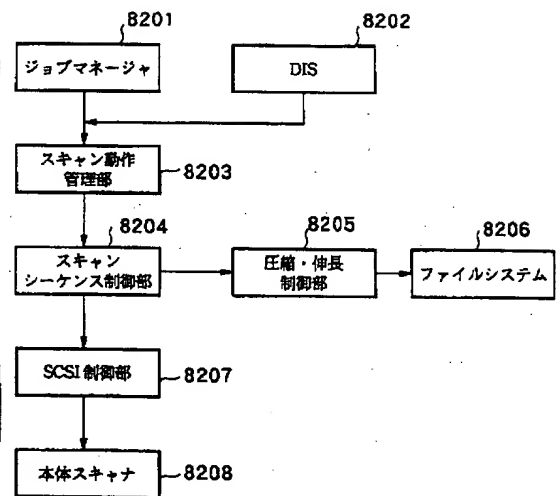 8201
8202
ジョブマネージャ
DIS
スキャン動作
管理部
8203
8204
8205
8206
スキャン
シーケンス制御部
圧縮・伸長
制御部
ファイルシステム
SCSI制御部
8207
本体スキャナ
8208